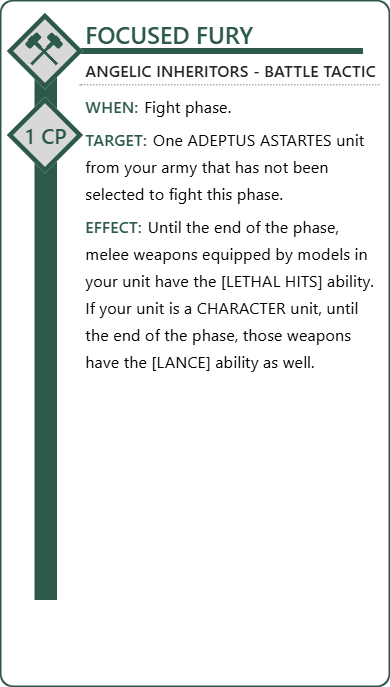 FOCUSED FURY
ANGELIC INHERITORS - BATTLE TACTIC
WHEN: Fight phase.
1 CP
TARGET: One ADEPTUS ASTARTES unit
from your army that has not been
selected to fight this phase.
EFFECT: Until the end of the phase,
melee weapons equipped by models in
your unit have the [LETHAL HITS] ability.
If your unit is a CHARACTER unit, until
the end of the phase, those weapons
have the [LANCE] ability as well.